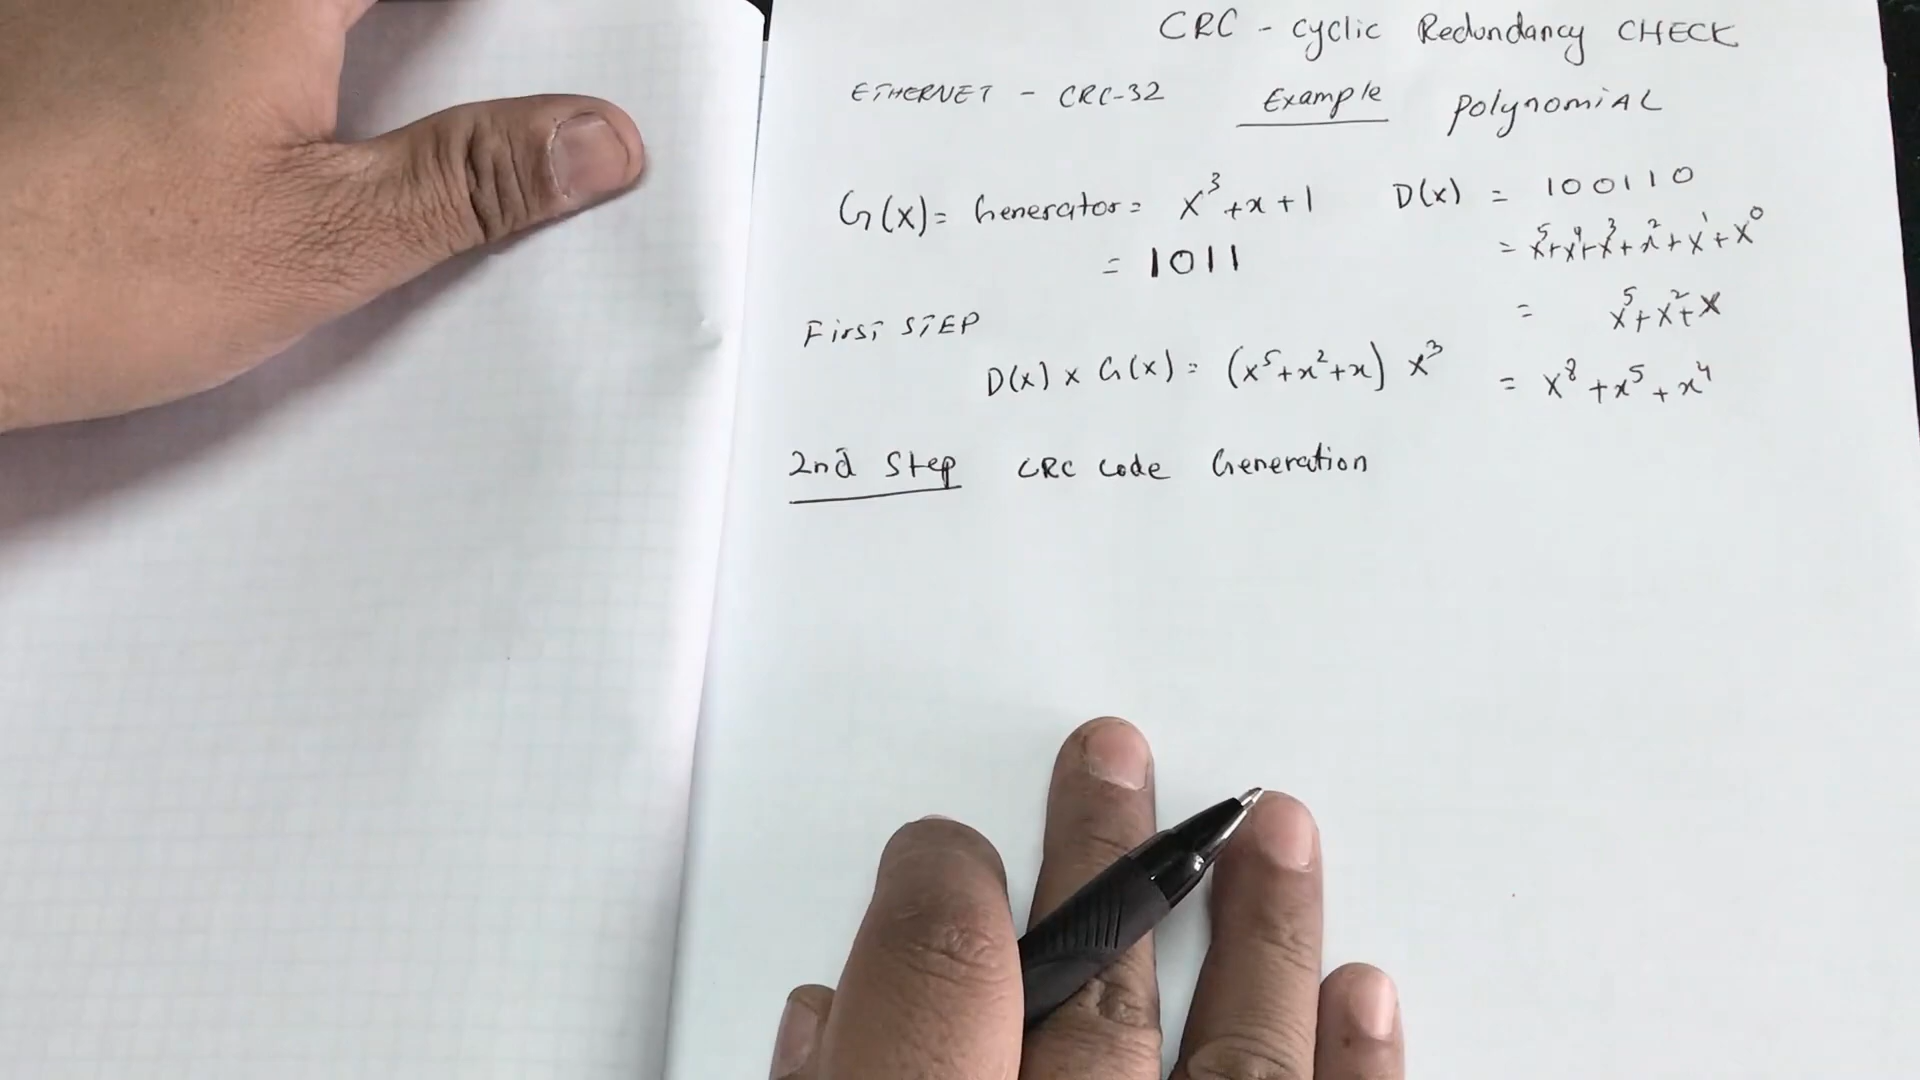 CRC - cyclic Redundancy CHECK
ETHERNET - CRC-32 Example polynomiAL
G(x) = Generator = x³ + x + 1 D(x) = 100110
= 1011 = x⁵+x⁴+x³+x²+x¹+x⁰
= x⁵+x²+x
First STEP
D(x) x G(x) = (x⁵+x²+x) x³ = x⁸+x⁵+x⁴
2nd Step CRC Code Generation